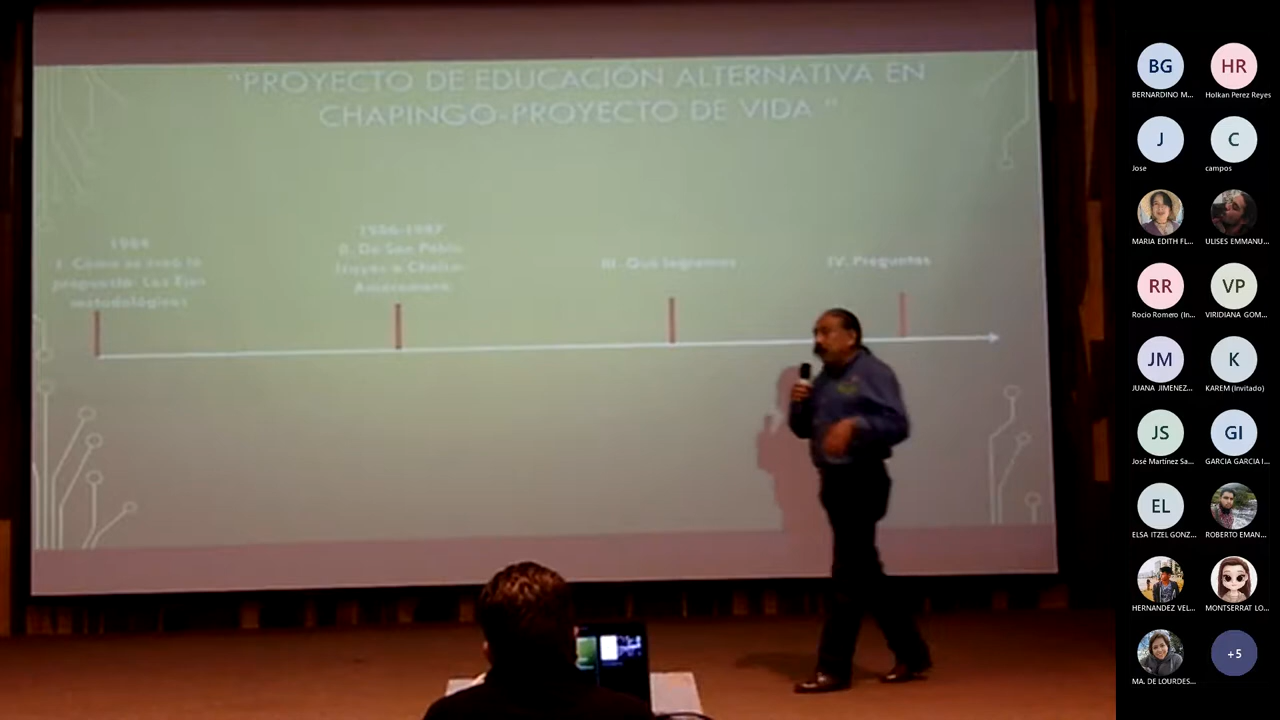 "PROYECTO DE EDUCACIÓN ALTERNATIVA EN
CHAPINGO-PROYECTO DE VIDA "
1984
I. Cómo se creó la
propuesta: Los Ejes
metodológicos
1986-1987
II. De San Pablo
a Chalco-
Amecameca
III. Qué logramos
IV. Preguntas
BG
HR
BERNARDINO M...
Holkan Perez Reyes
J
C
Jose
campos
MARIA EDITH FL...
ULISES EMMANU...
RR
VP
Rocio Romero (In...
VIRIDIANA GOM...
JM
K
JUANA JIMENEZ...
KAREM (Invitado)
JS
GI
José Martínez Sa...
GARCIA GARCIA I...
EL
ELSA ITZEL GONZ...
ROBERTO EMAN...
HERNANDEZ VEL...
MONTSERRAT LO...
+5
MA. DE LOURDES...